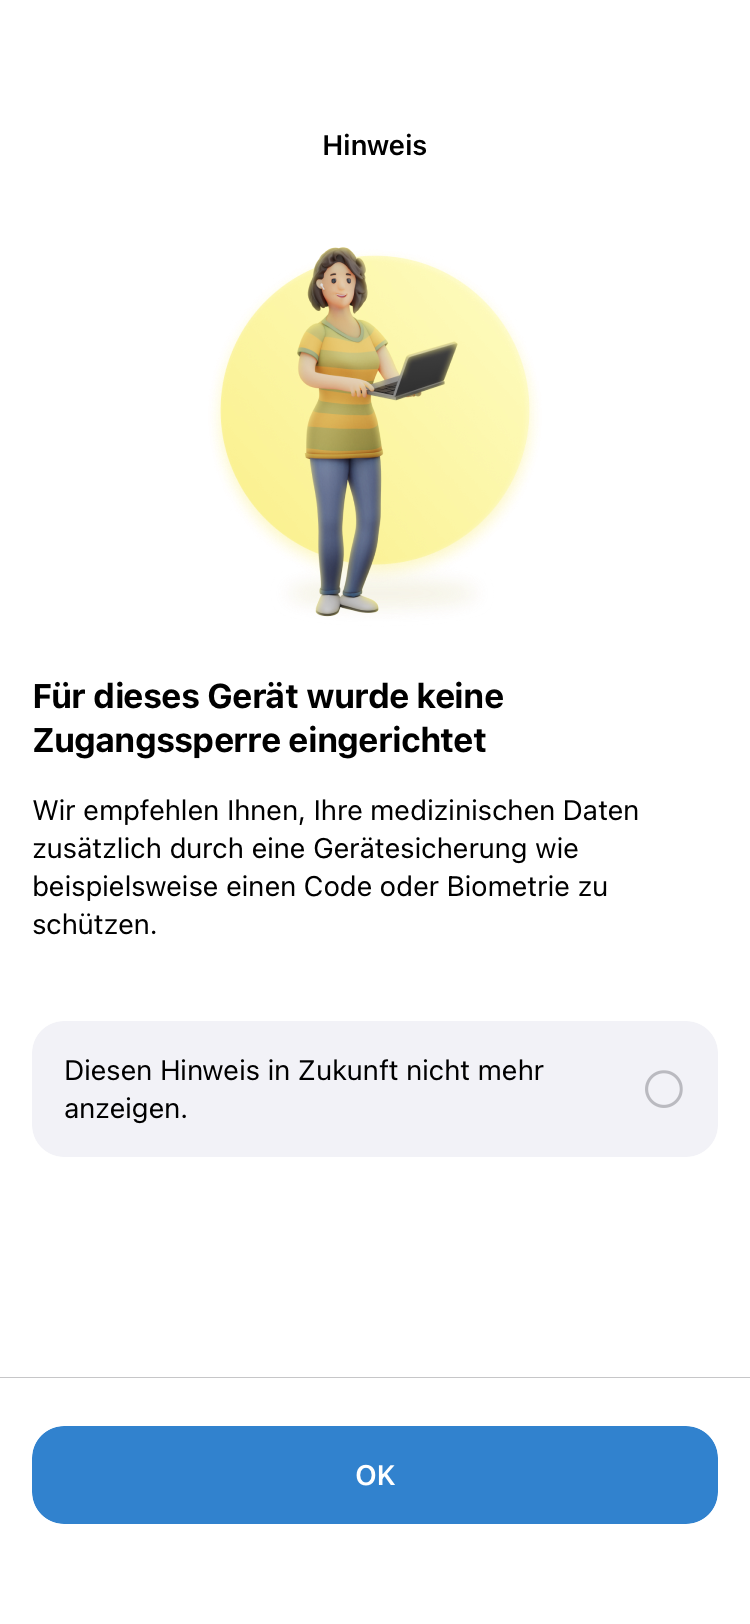 Hinweis
Für dieses Gerät wurde keine
Zugangssperre eingerichtet
Wir empfehlen Ihnen, Ihre medizinischen Daten
zusätzlich durch eine Gerätesicherung wie
beispielsweise einen Code oder Biometrie zu
schützen.
Diesen Hinweis in Zukunft nicht mehr
anzeigen.
OK